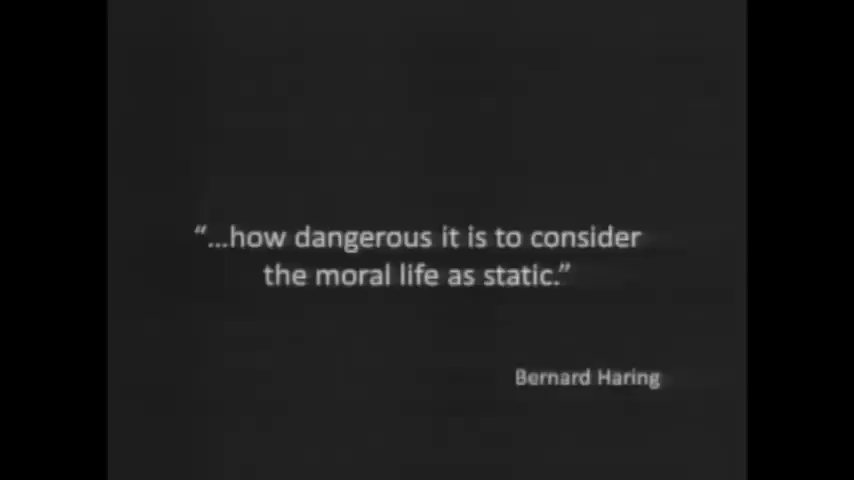 “...how dangerous it is to consider
the moral life as static.”
Bernard Haring